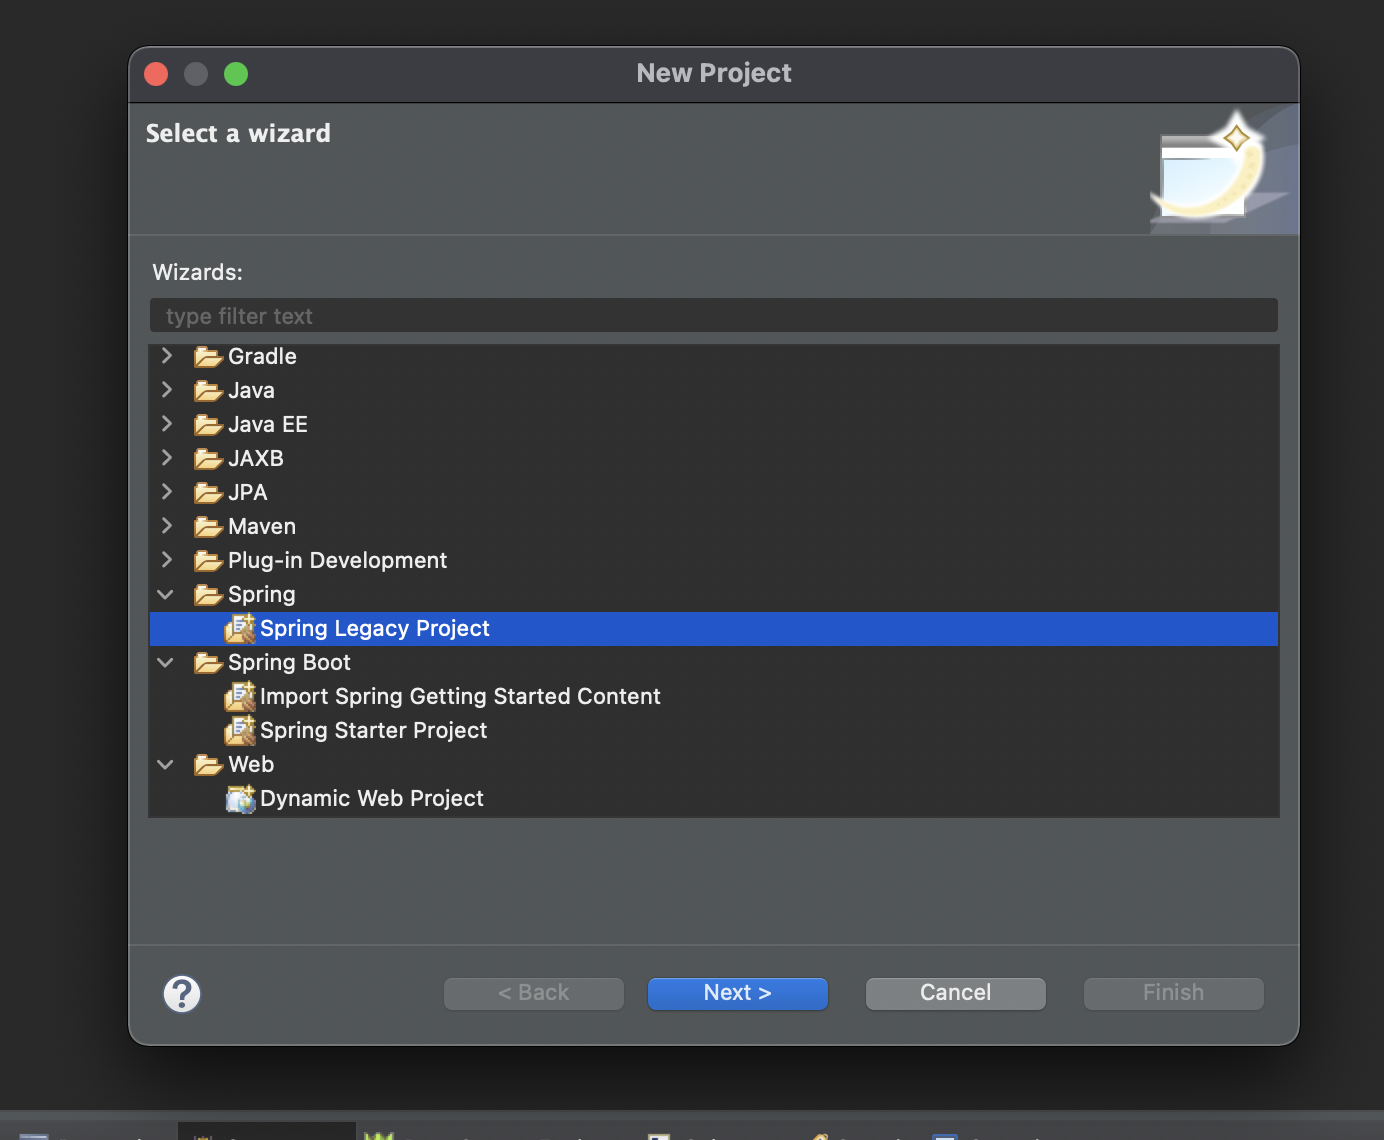 New Project
Select a wizard
Wizards:
type filter text
Gradle
Java
Java EE
JAXB
JPA
Maven
Plug-in Development
Spring
Spring Legacy Project
Spring Boot
Import Spring Getting Started Content
Spring Starter Project
Web
Dynamic Web Project
?
< Back
Next >
Cancel
Finish